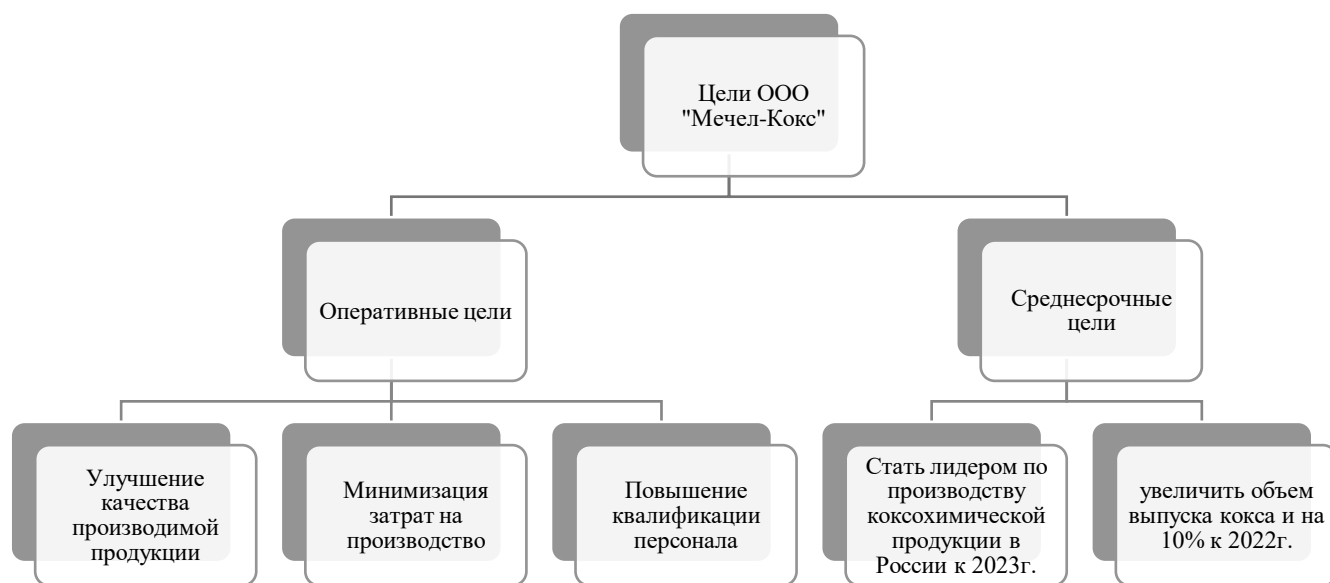 Цели ООО
"Мечел-Кокс"
Оперативные цели
Среднесрочные
цели
Улучшение
качества
производимой
продукции
Минимизация
затрат на
производство
Повышение
квалификации
персонала
Стать лидером по
производству
коксохимической
продукции в
России к 2023г.
увеличить объем
выпуска кокса и на
10% к 2022г.